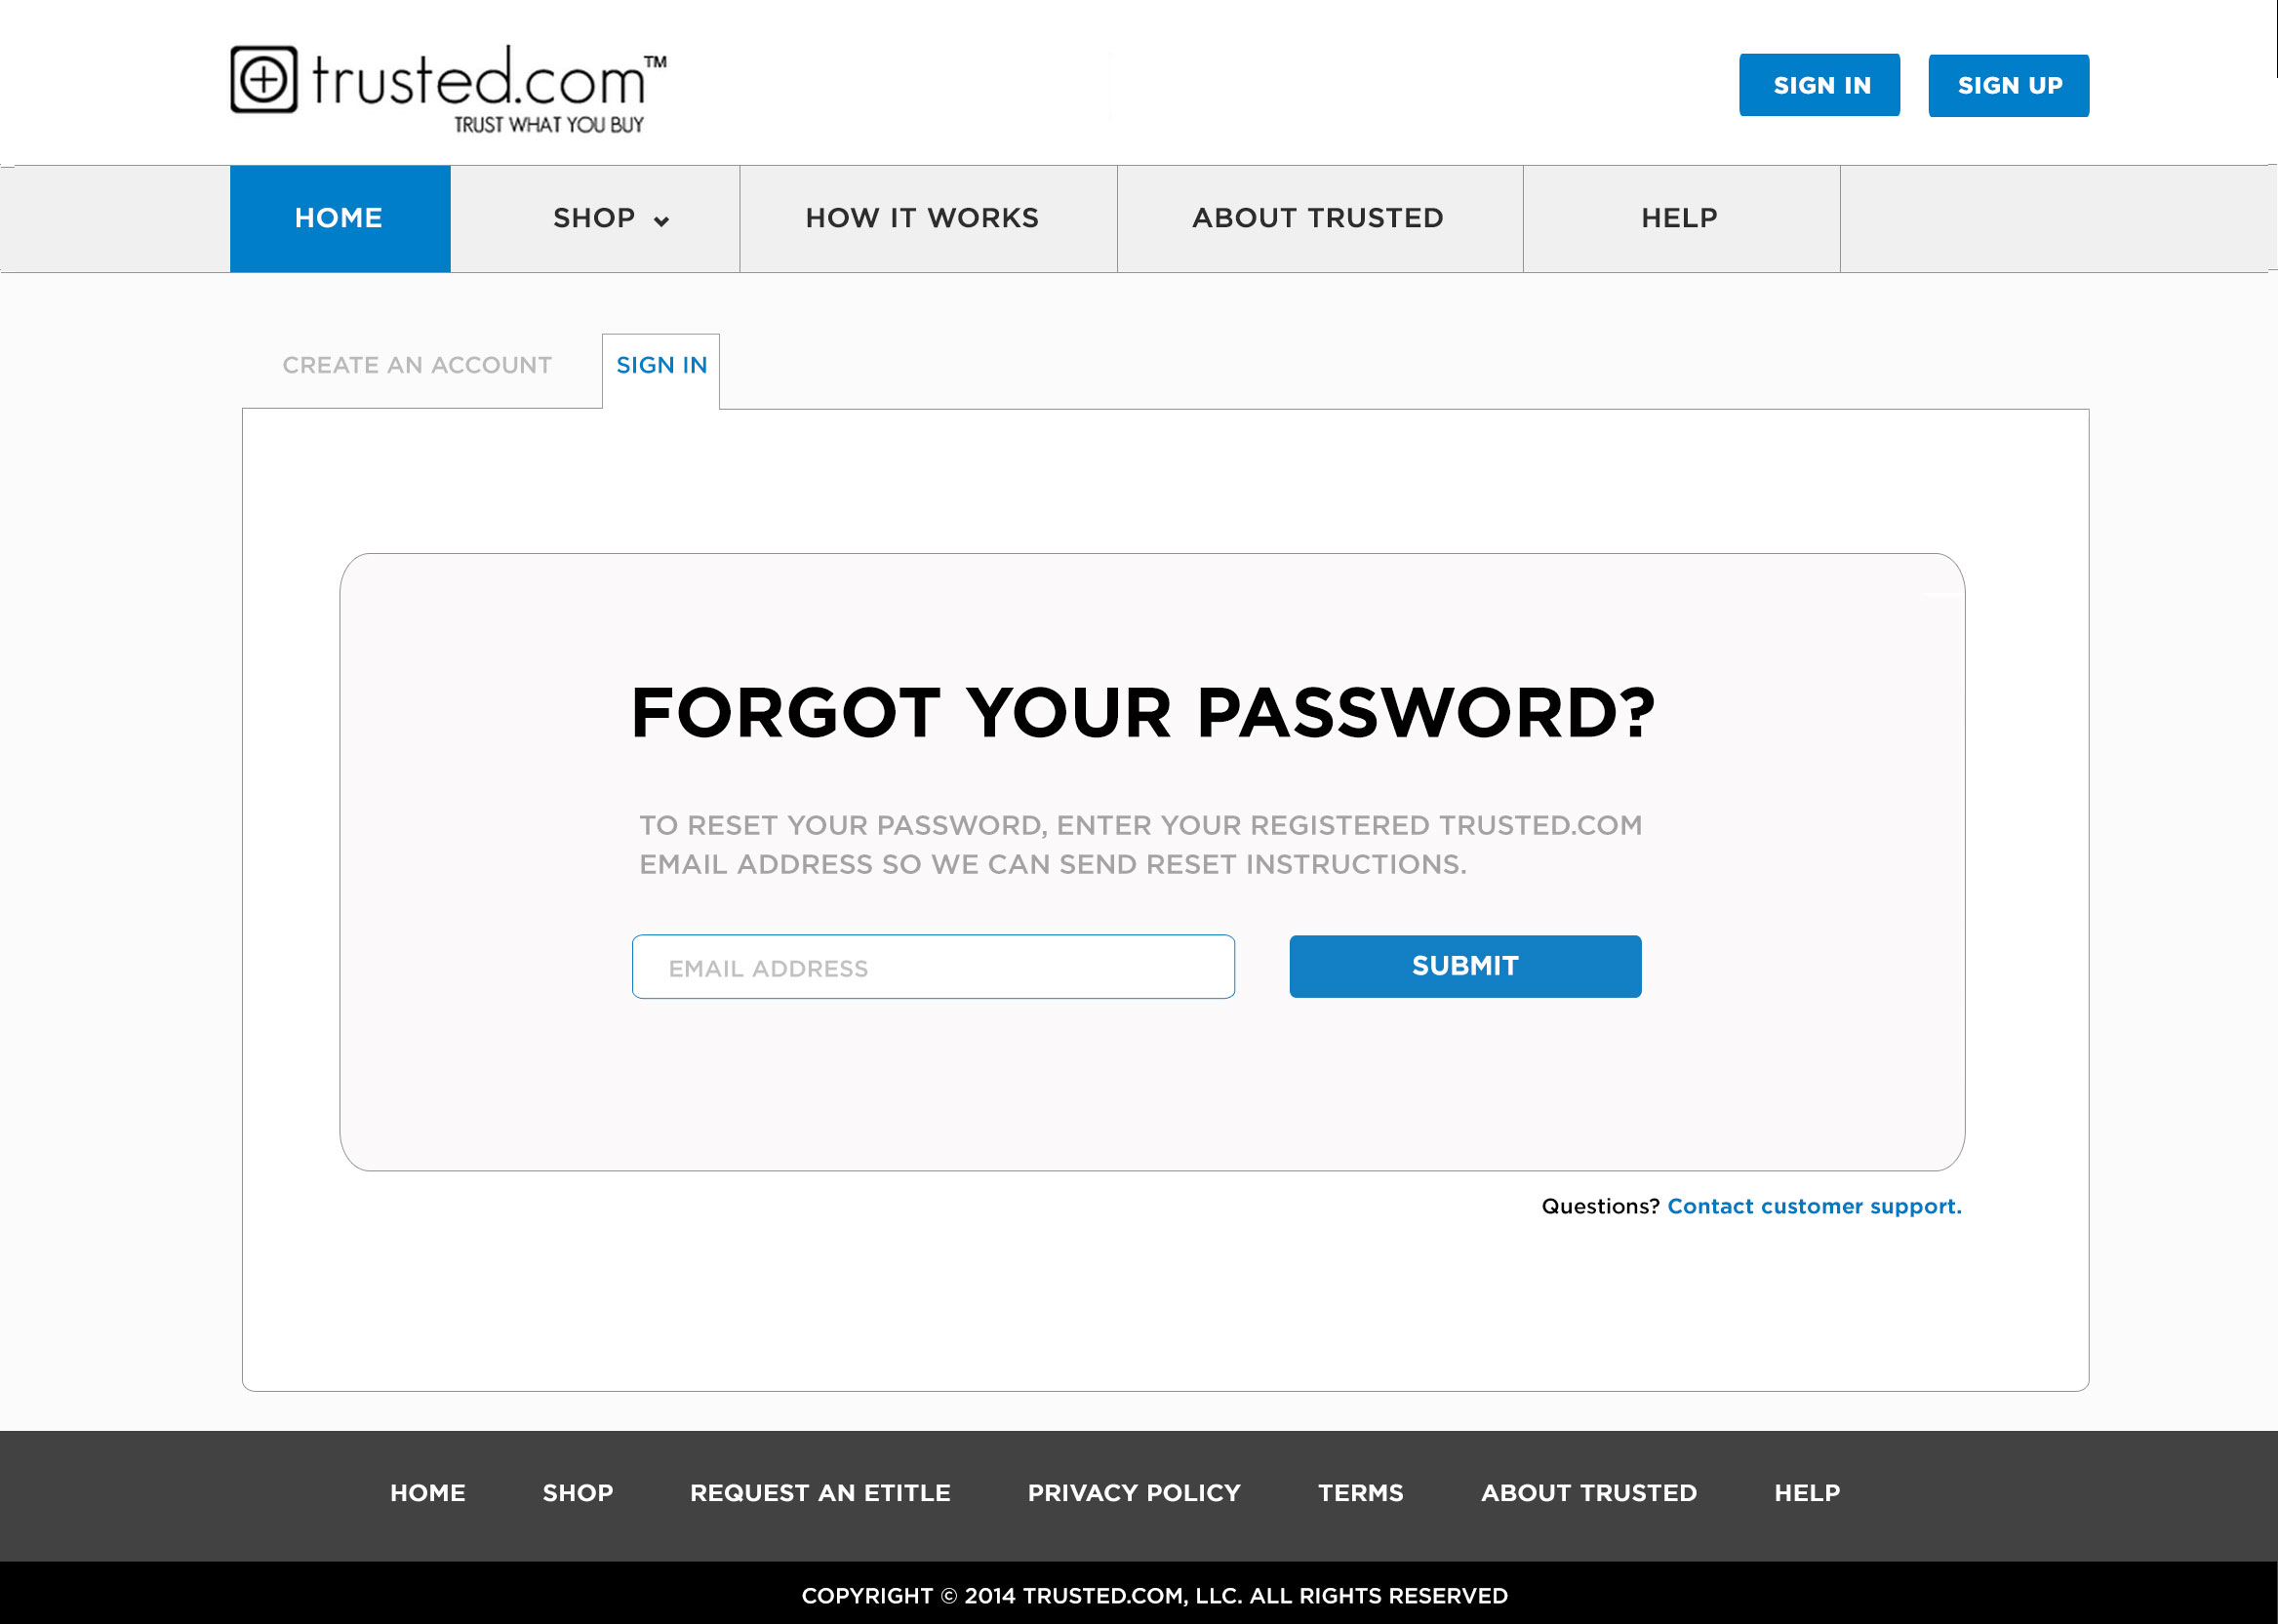 trusted.com™
TRUST WHAT YOU BUY
SIGN IN
SIGN UP
HOME
SHOP
HOW IT WORKS
ABOUT TRUSTED
HELP
CREATE AN ACCOUNT
SIGN IN
FORGOT YOUR PASSWORD?
TO RESET YOUR PASSWORD, ENTER YOUR REGISTERED TRUSTED.COM
EMAIL ADDRESS SO WE CAN SEND RESET INSTRUCTIONS.
EMAIL ADDRESS
SUBMIT
Questions? Contact customer support.
HOME
SHOP
REQUEST AN ETITLE
PRIVACY POLICY
TERMS
ABOUT TRUSTED
HELP
COPYRIGHT © 2014 TRUSTED.COM, LLC. ALL RIGHTS RESERVED